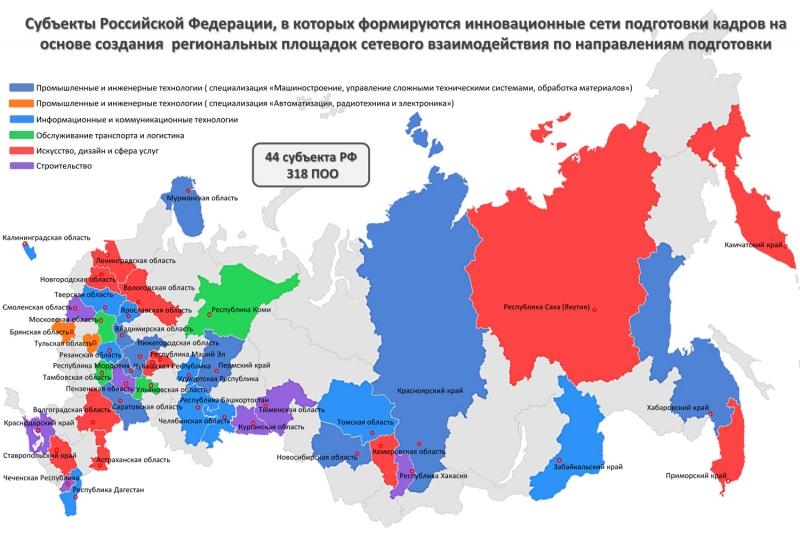 Субъекты Российской Федерации, в которых формируются инновационные сети подготовки кадров на
основе создания региональных площадок сетевого взаимодействия по направлениям подготовки
Промышленные и инженерные технологии ( специализация «Машиностроение, управление сложными техническими системами, обработка материалов»)
Промышленные и инженерные технологии ( специализация «Автоматизация, радиотехника и электроника»)
Информационные и коммуникационные технологии
Обслуживание транспорта и логистика
Искусство, дизайн и сфера услуг
Строительство
44 субъекта РФ
318 ПОО
Мурманская область
Калининградская область
Ленинградская область
Новгородская область
Вологодская область
Тверская область
Смоленская область
Ярославская область
Московская область
Брянская область
Владимирская область
Тульская область
Нижегородская область
Рязанская область
Республика Марий Эл
Республика Мордовия
Чувашская Республика
Пермский край
Тамбовская область
Удмуртская Республика
Пензенская область
Ульяновская область
Республика Башкортостан
Волгоградская область
Саратовская область
Тюменская область
Краснодарский край
Челябинская область
Курганская область
Ставропольский край
Астраханская область
Чеченская Республика
Республика Дагестан
Республика Коми
Красноярский край
Томская область
Новосибирская область
Кемеровская область
Республика Хакасия
Республика Саха (Якутия)
Забайкальский край
Камчатский край
Хабаровский край
Приморский край